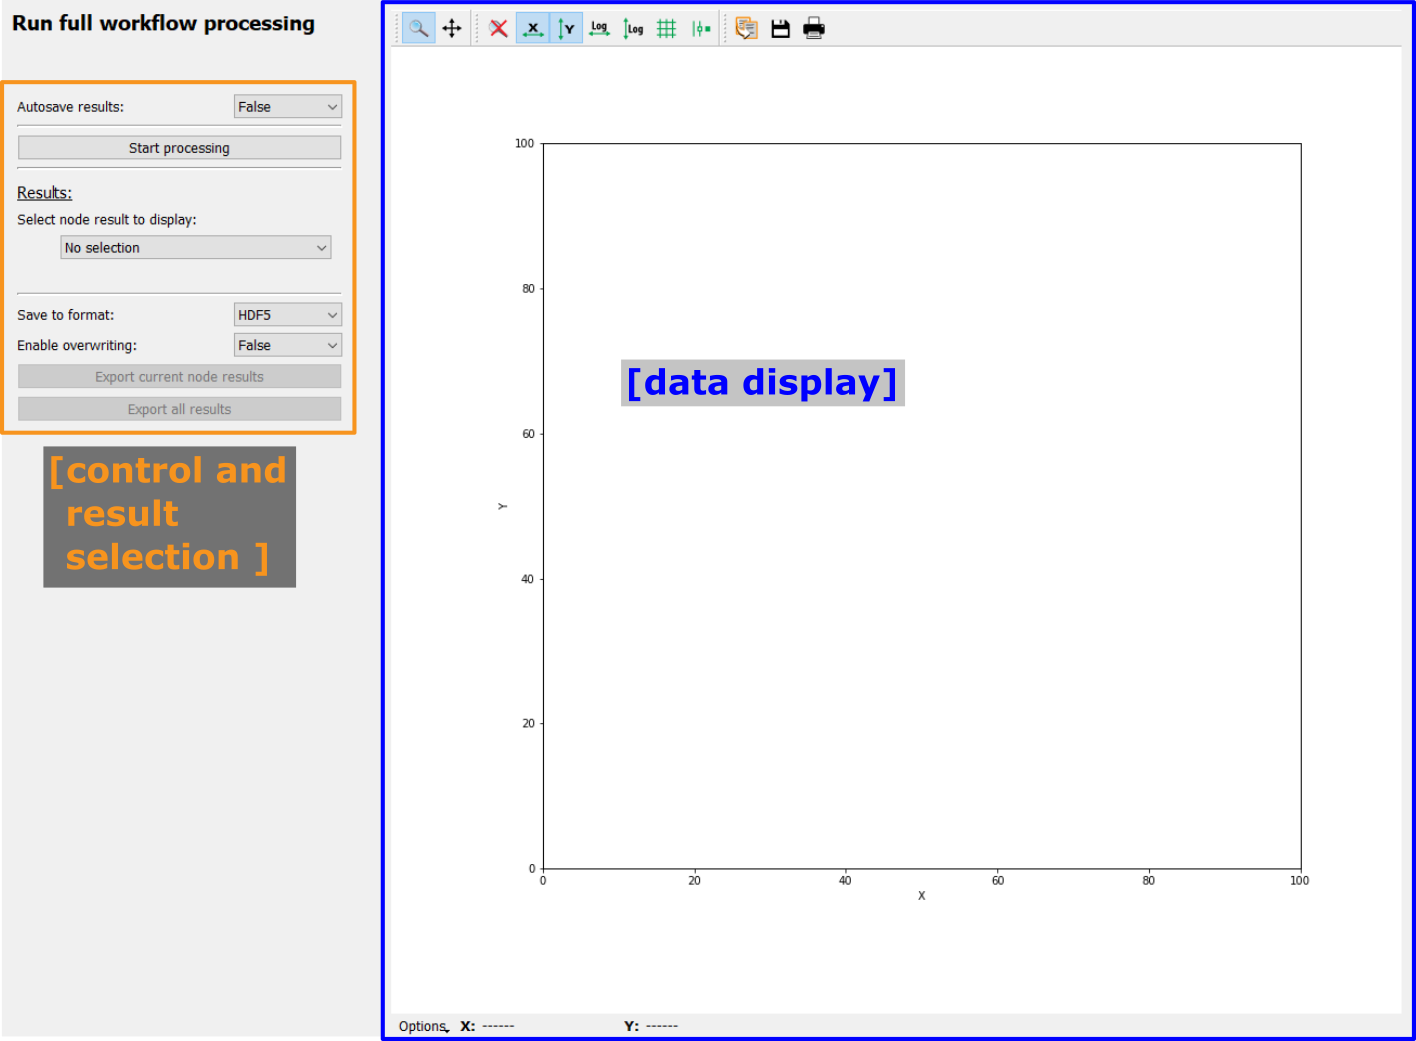 Run full workflow processing
Autosave results: False
Start processing
Results:
Select node result to display:
No selection
Save to format: HDF5
Enable overwriting: False
Export current node results
Export all results
[control and
result
selection ]
X Y Log Log
100
80
60
40
20
0
Y
[data display]
0 20 40 60 80 100
X
Options X: ------ Y: ------